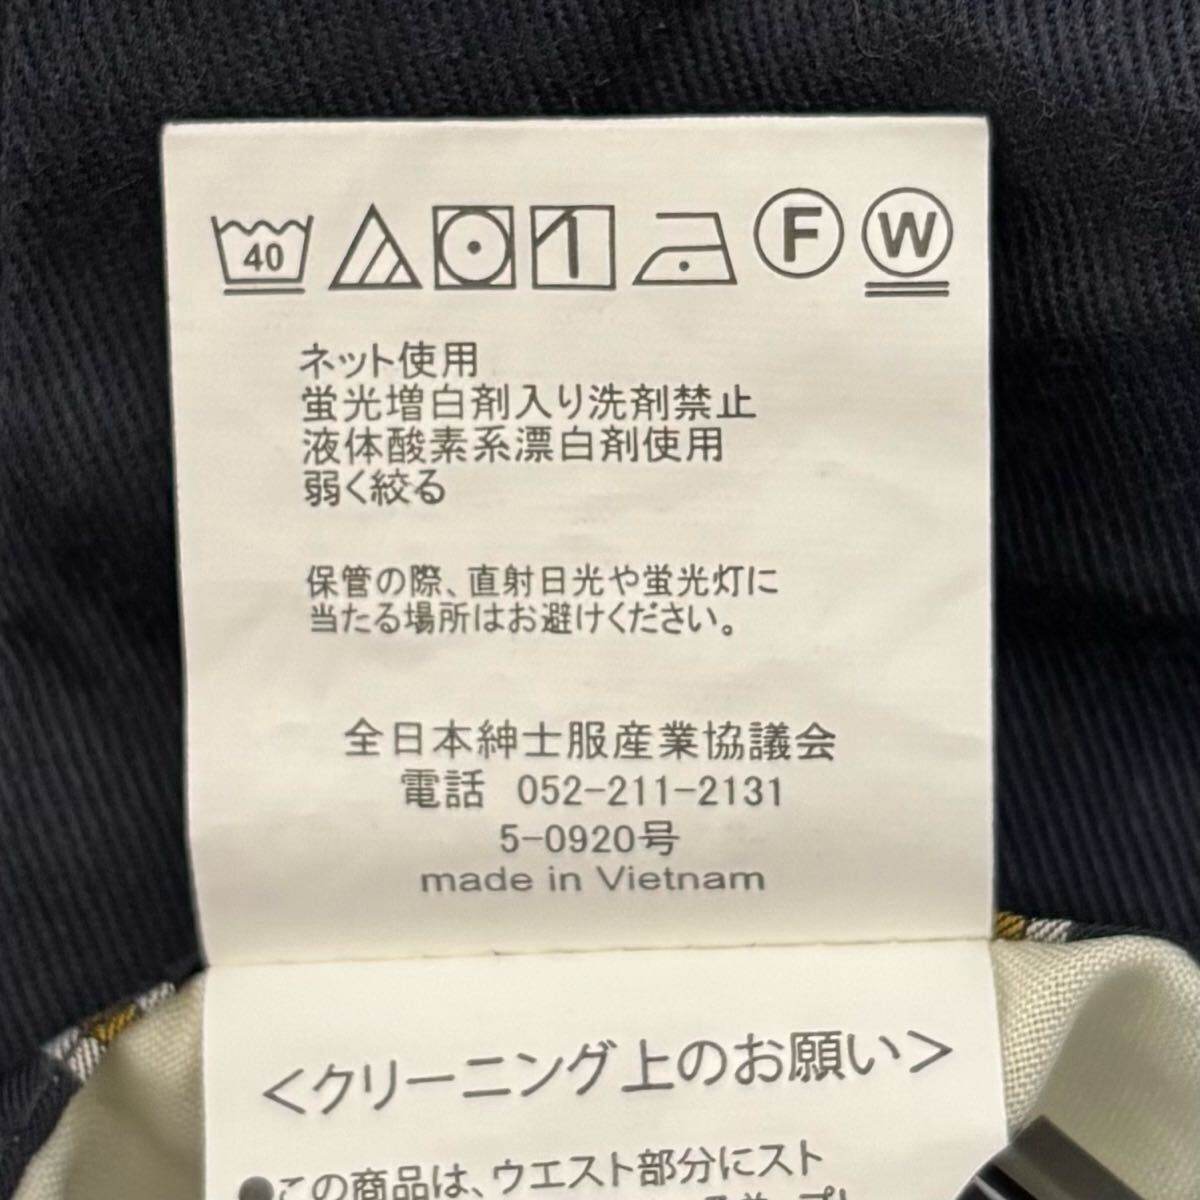 40 F W
ネット使用
蛍光増白剤入り洗剤禁止
液体酸素系漂白剤使用
弱く絞る
保管の際、直射日光や蛍光灯に
当たる場所はお避けください。
全日本紳士服産業協議会
電話 052-211-2131
5-0920号
made in Vietnam
＜クリーニング上のお願い＞
●この商品は、ウエスト部分にスト